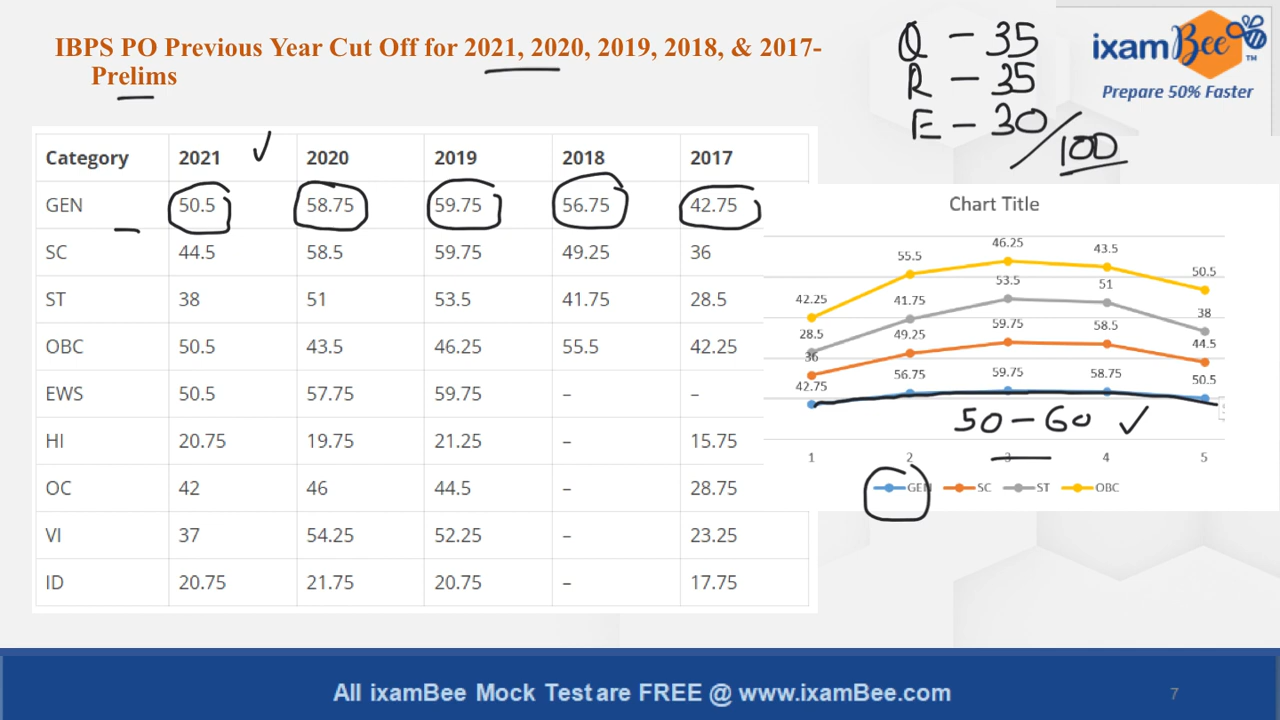 IBPS PO Previous Year Cut Off for 2021, 2020, 2019, 2018, & 2017-
Prelims
Q - 35
R - 35
E - 30
/100
ixamBee TM
Prepare 50% Faster
Category 2021 2020 2019 2018 2017
GEN 50.5 58.75 59.75 56.75 42.75
SC 44.5 58.5 59.75 49.25 36
ST 38 51 53.5 41.75 28.5
OBC 50.5 43.5 46.25 55.5 42.25
EWS 50.5 57.75 59.75 – –
HI 20.75 19.75 21.25 – 15.75
OC 42 46 44.5 – 28.75
VI 37 54.25 52.25 – 23.25
ID 20.75 21.75 20.75 – 17.75
Chart Title
42.25 55.5 46.25 43.5 50.5
28.5 41.75 53.5 51 38
36 49.25 59.75 58.5 44.5
42.75 56.75 59.75 58.75 50.5
50 - 60
1 2 3 4 5
GEN SC ST OBC
All ixamBee Mock Test are FREE @ www.ixamBee.com
7